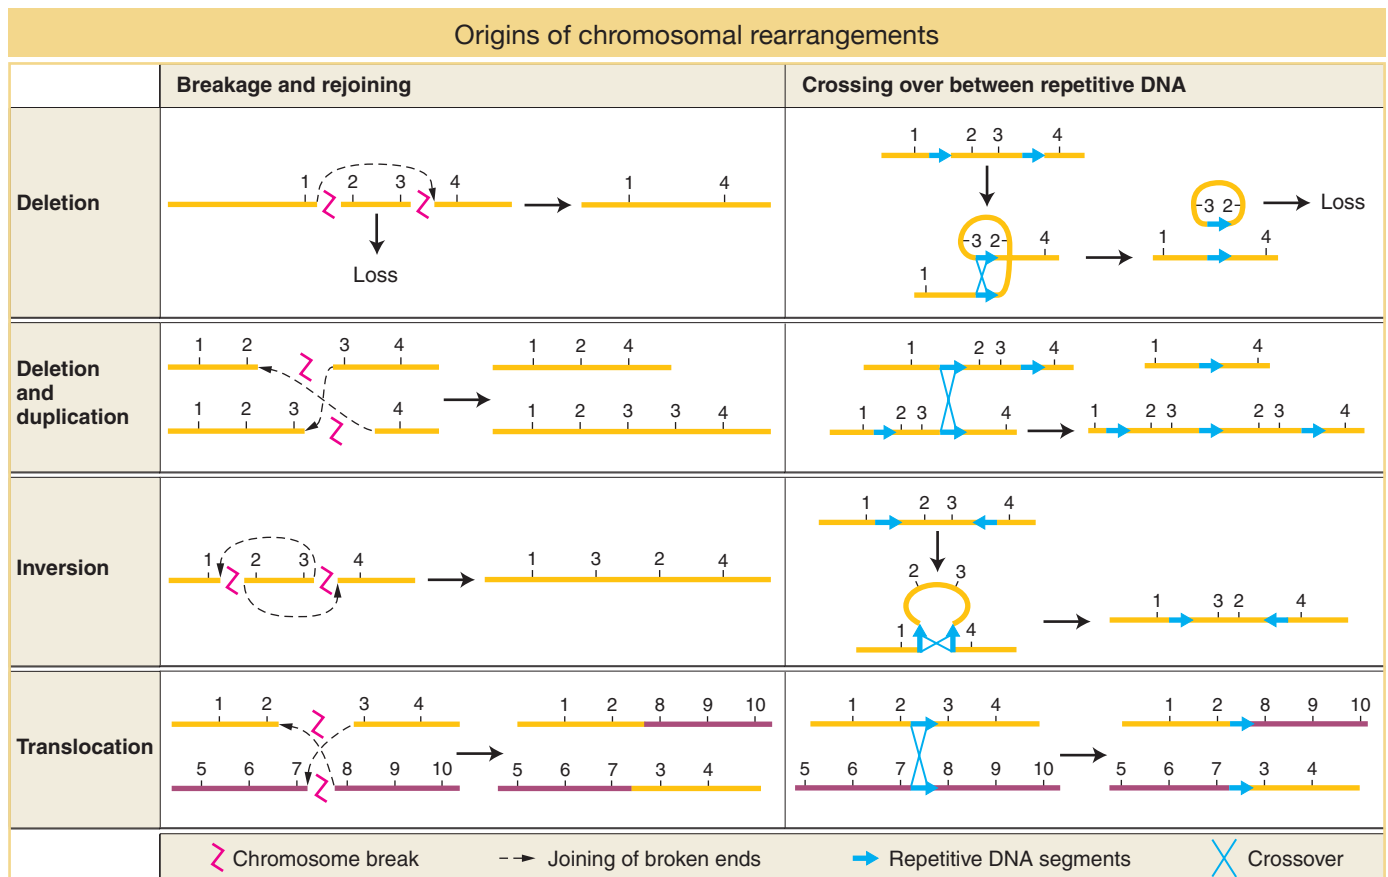 Origins of chromosomal rearrangements
Breakage and rejoining
Crossing over between repetitive DNA
Deletion
1 2 3 4
Loss
1 4
1 2 3 4
3 2 4
1
3 2
Loss
1 4
Deletion
and
duplication
1 2 3 4
1 2 3 4
1 2 4
1 2 3 3 4
1 2 3 4
1 2 3 4
1 4
1 2 3 2 3 4
Inversion
1 2 3 4
1 3 2 4
1 2 3 4
2 3
1 4
1 3 2 4
Translocation
1 2 3 4
5 6 7 8 9 10
1 2 8 9 10
5 6 7 3 4
1 2 3 4
5 6 7 8 9 10
1 2 8 9 10
5 6 7 3 4
Chromosome break
Joining of broken ends
Repetitive DNA segments
Crossover